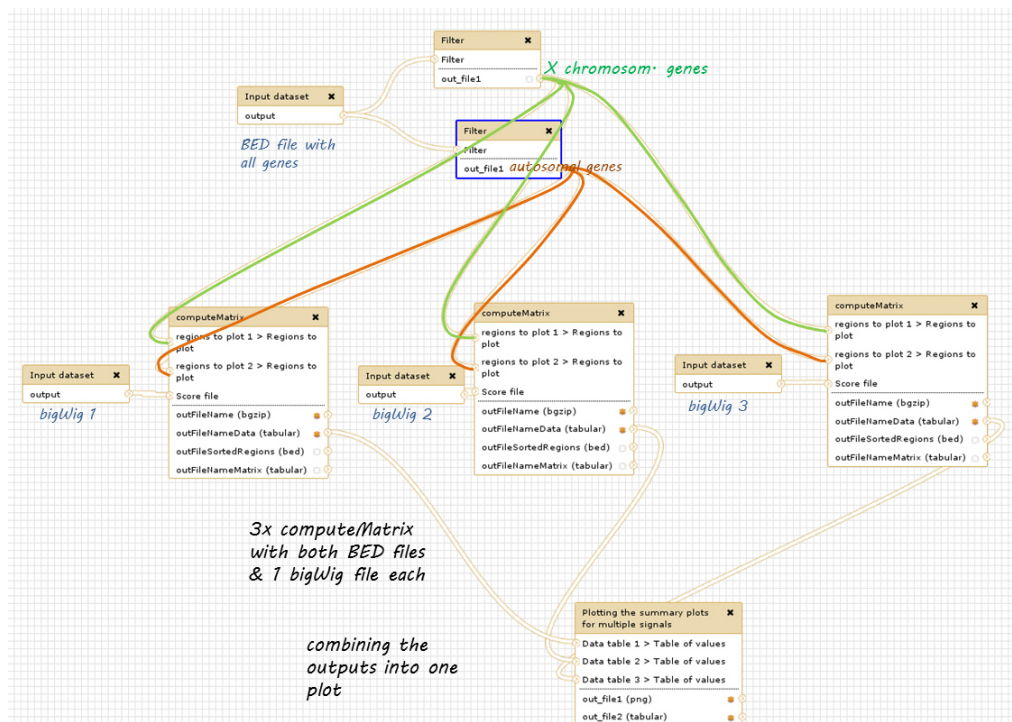 Filter
Filter
out_file1
X chromosom. genes
Input dataset
output
BED file with
all genes
Filter
Filter
out_file1
autosomal genes
computeMatrix
regions to plot 1 > Regions to
plot
regions to plot 2 > Regions to
plot
Score file
outFileName (bgzip)
outFileNameData (tabular)
outFileSortedRegions (bed)
outFileNameMatrix (tabular)
Input dataset
output
bigWig 1
computeMatrix
regions to plot 1 > Regions to
plot
regions to plot 2 > Regions to
plot
Score file
outFileName (bgzip)
outFileNameData (tabular)
outFileSortedRegions (bed)
outFileNameMatrix (tabular)
Input dataset
output
bigWig 2
computeMatrix
regions to plot 1 > Regions to
plot
regions to plot 2 > Regions to
plot
Score file
outFileName (bgzip)
outFileNameData (tabular)
outFileSortedRegions (bed)
outFileNameMatrix (tabular)
Input dataset
output
bigWig 3
3x computeMatrix
with both BED files
& 1 bigWig file each
combining the
outputs into one
plot
Plotting the summary plots
for multiple signals
Data table 1 > Table of values
Data table 2 > Table of values
Data table 3 > Table of values
out_file1 (png)
out_file2 (tabular)